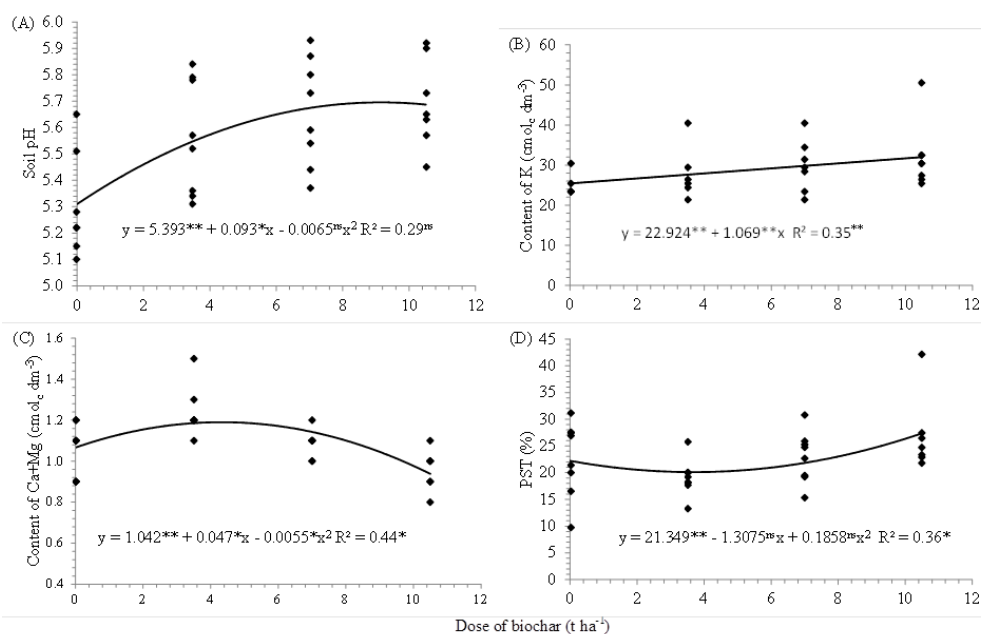 (A)
Soil pH
6.0
5.9
5.8
5.7
5.6
5.5
5.4
5.3
5.2
5.1
5.0
y = 5.393** + 0.093*x - 0.0065ⁿˢx² R² = 0.29ⁿˢ
0 2 4 6 8 10 12
(B)
Content of K (cmolc dm⁻³)
60
50
40
30
20
10
0
y = 22.924** + 1.069**x R² = 0.35**
0 2 4 6 8 10 12
(C)
Content of Ca+Mg (cmolc dm⁻³)
1.6
1.4
1.2
1.0
0.8
0.6
0.4
y = 1.042** + 0.047*x - 0.0055*x² R² = 0.44*
0 2 4 6 8 10 12
(D)
PST (%)
45
40
35
30
25
20
15
10
5
0
y = 21.349** - 1.3075ⁿˢx + 0.1858ⁿˢx² R² = 0.36*
0 2 4 6 8 10 12
Dose of biochar (t ha⁻¹)